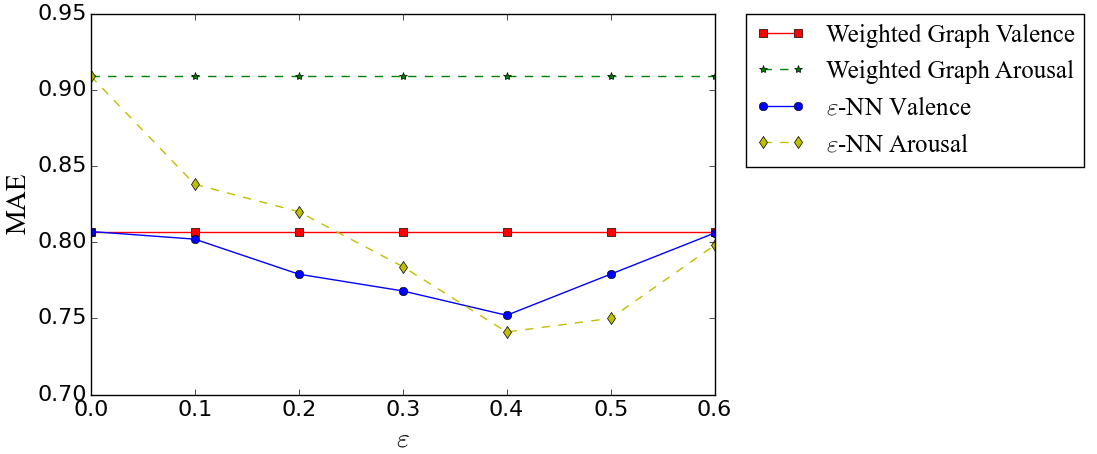 0.95
0.90
0.85
0.80
0.75
0.70
MAE
0.0 0.1 0.2 0.3 0.4 0.5 0.6
ε
Weighted Graph Valence
Weighted Graph Arousal
ε-NN Valence
ε-NN Arousal